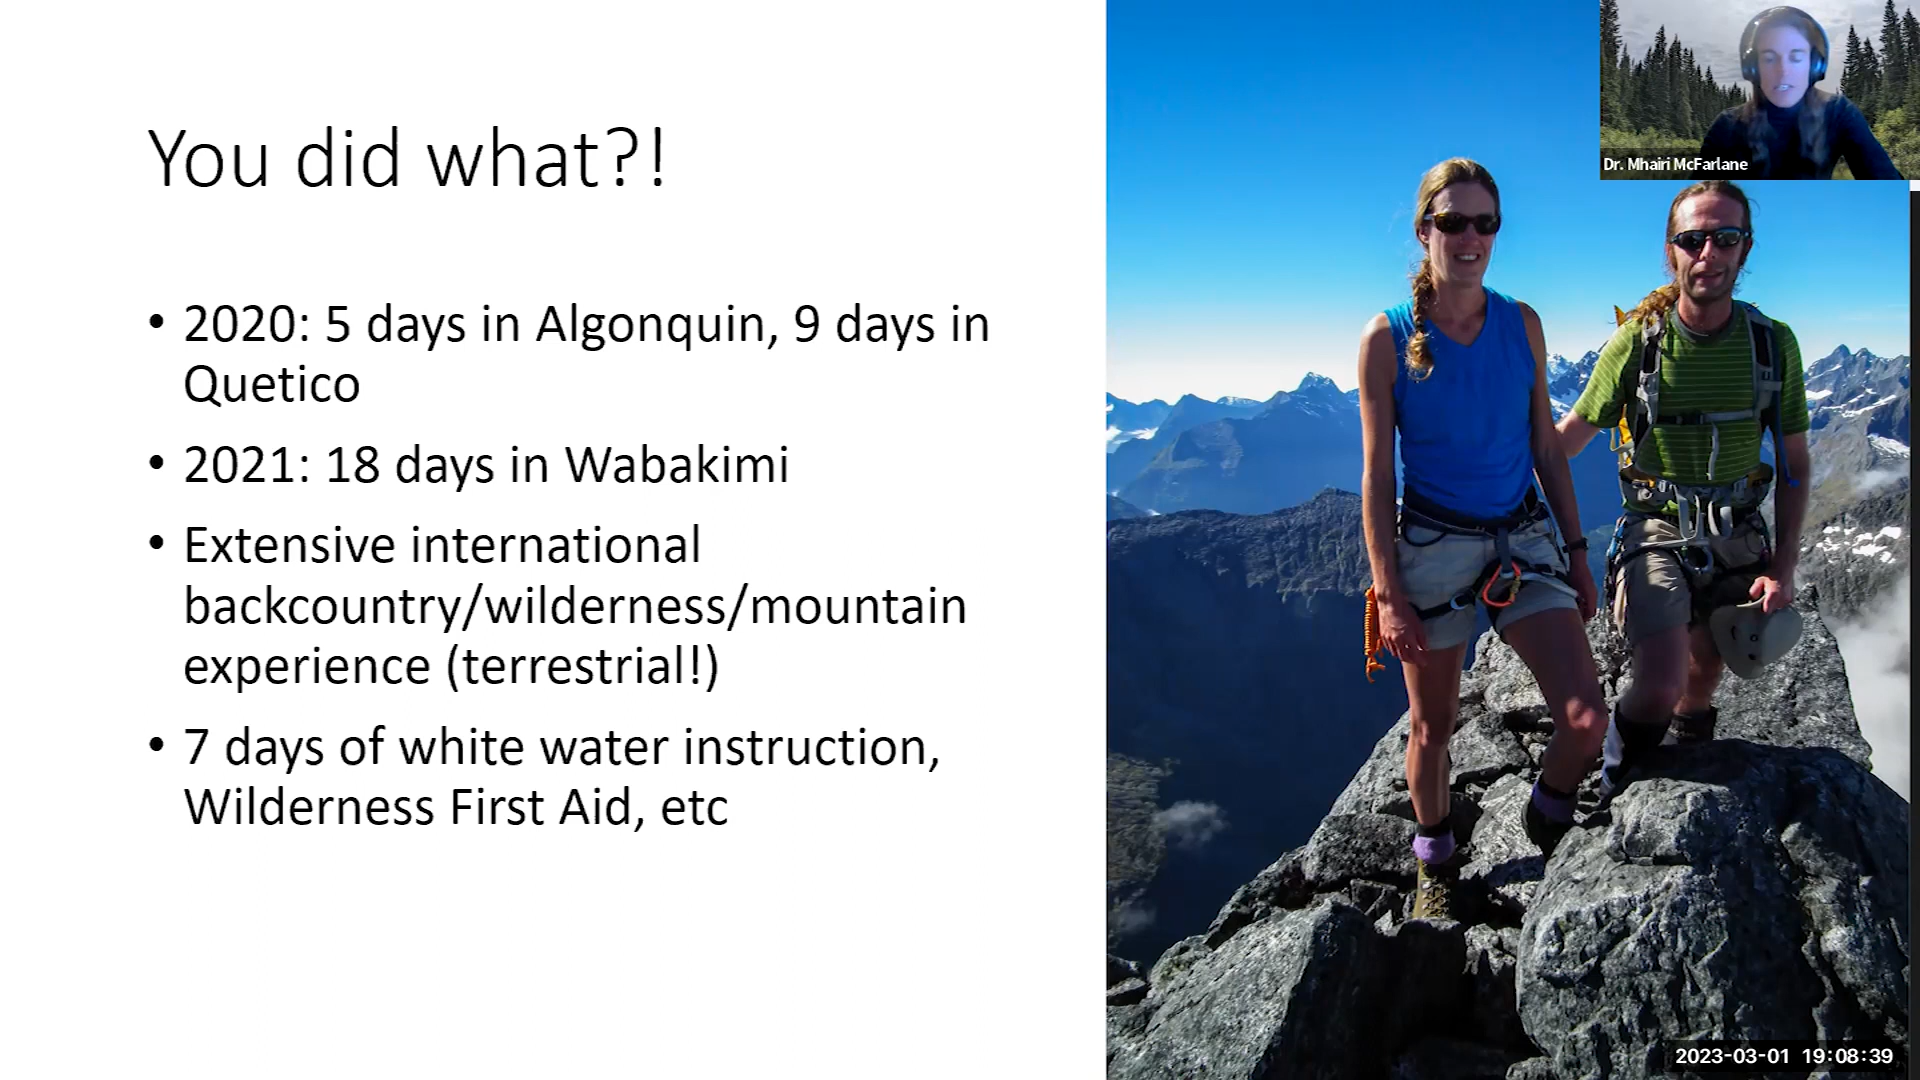 You did what?!
• 2020: 5 days in Algonquin, 9 days in
Quetico
• 2021: 18 days in Wabakimi
• Extensive international
backcountry/wilderness/mountain
experience (terrestrial!)
• 7 days of white water instruction,
Wilderness First Aid, etc
Dr. Mhairi McFarlane
2023-03-01 19:08:39